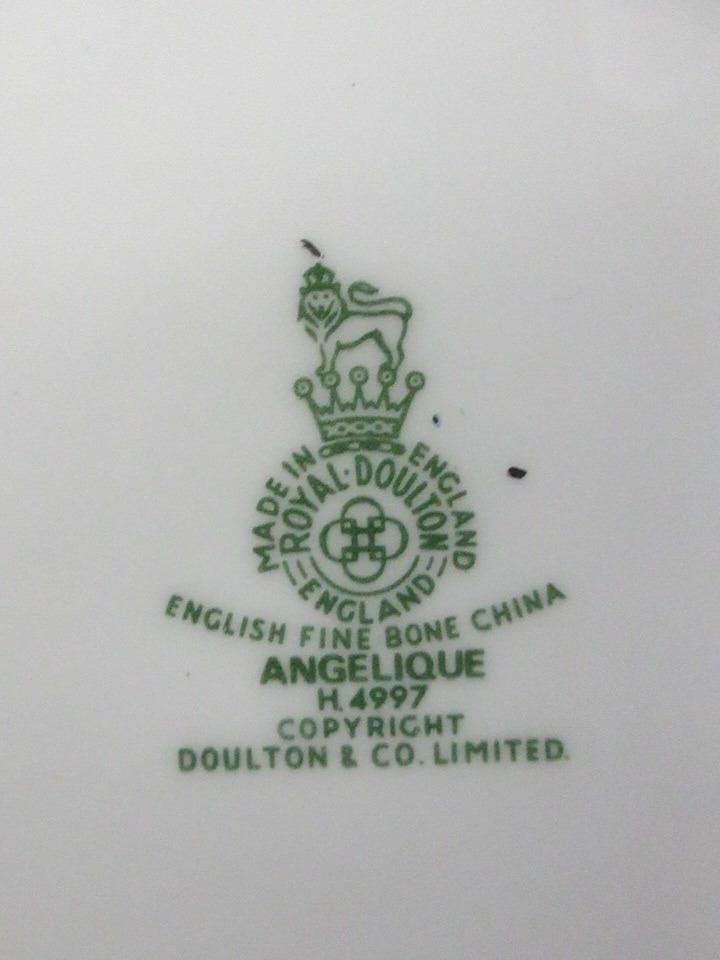 MADE IN ENGLAND
ROYAL·DOULTON
ENGLAND
ENGLISH FINE BONE CHINA
ANGELIQUE
H.4997
COPYRIGHT
DOULTON & CO. LIMITED.